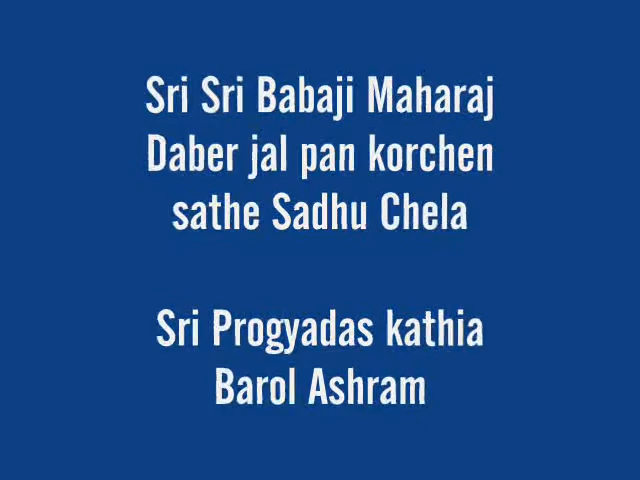 Sri Sri Babaji Maharaj
Daber jal pan korchen
sathe Sadhu Chela
Sri Progyadas kathia
Barol Ashram